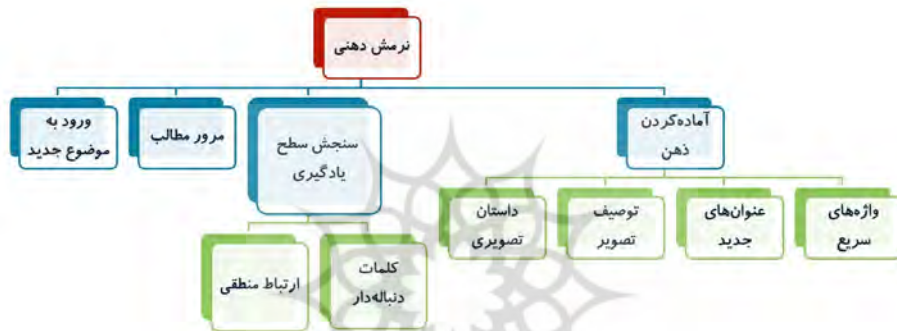 نرمش دهنی
آماده‌کردن
ذهن
سنجش سطح
یادگیری
مرور مطالب
ورود به
موضوع جدید
واژه‌های
سریع
عنوان‌های
جدید
توصیف
تصویر
داستان
تصویری
کلمات
دنباله‌دار
ارتباط منطقی